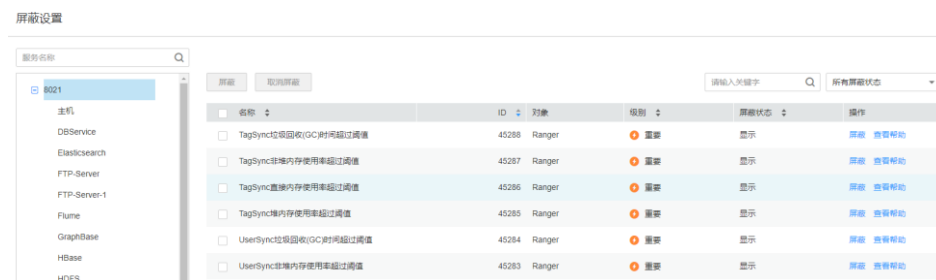 屏蔽设置
服务名称
8021
主机
DBService
Elasticsearch
FTP-Server
FTP-Server-1
Flume
GraphBase
HBase
HDFS
屏蔽 取消屏蔽 请输入关键字 所有屏蔽状态
名称 ID 对象 级别 屏蔽状态 操作
TagSync垃圾回收(GC)时间超过阈值 45288 Ranger 重要 显示 屏蔽 查看帮助
TagSync非堆内存使用率超过阈值 45287 Ranger 重要 显示 屏蔽 查看帮助
TagSync直接内存使用率超过阈值 45286 Ranger 重要 显示 屏蔽 查看帮助
TagSync堆内存使用率超过阈值 45285 Ranger 重要 显示 屏蔽 查看帮助
UserSync垃圾回收(GC)时间超过阈值 45284 Ranger 重要 显示 屏蔽 查看帮助
UserSync非堆内存使用率超过阈值 45283 Ranger 重要 显示 屏蔽 查看帮助